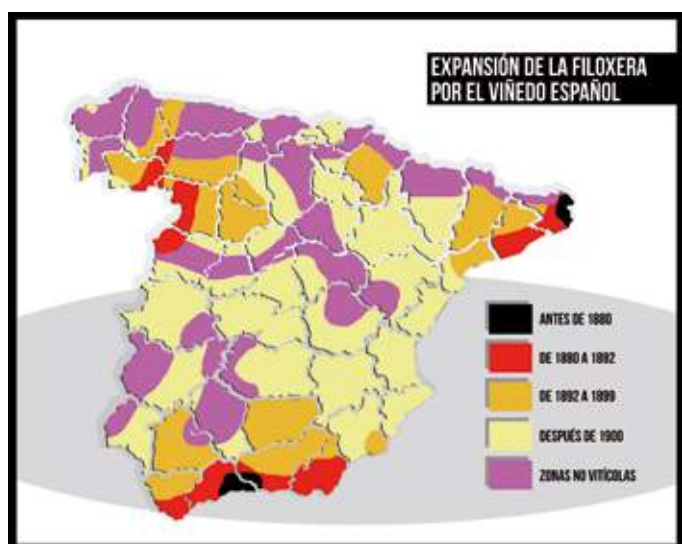 EXPANSIÓN DE LA FILOXERA
POR EL VIÑEDO ESPAÑOL
ANTES DE 1880
DE 1880 A 1892
DE 1892 A 1899
DESPUÉS DE 1900
ZONAS NO VITÍCOLAS